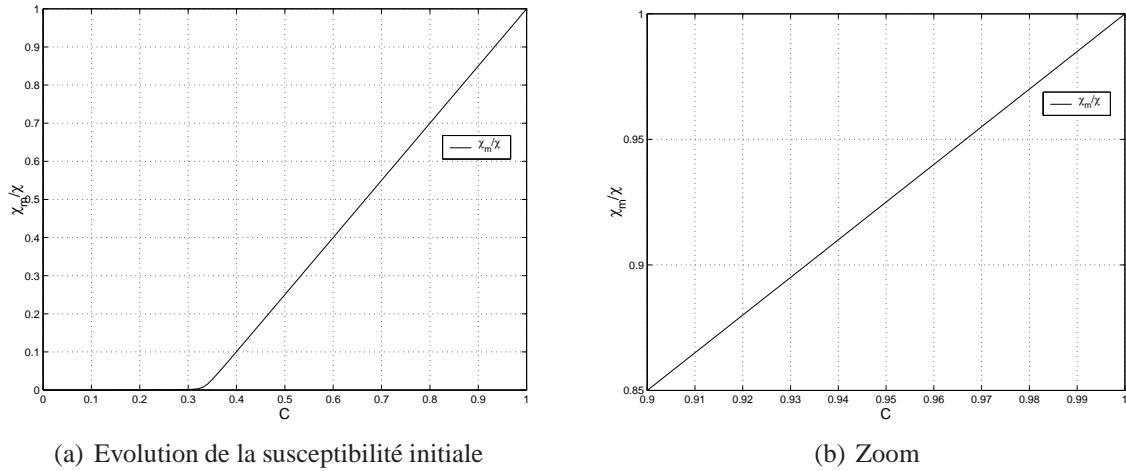 1
0.9
0.8
0.7
0.6
0.5
0.4
0.3
0.2
0.1
0
χm/χ
χm/χ
0 0.1 0.2 0.3 0.4 0.5 0.6 0.7 0.8 0.9 1
C
(a) Evolution de la susceptibilité initiale
1
0.95
0.9
0.85
χm/χ
χm/χ
0.9 0.91 0.92 0.93 0.94 0.95 0.96 0.97 0.98 0.99 1
C
(b) Zoom